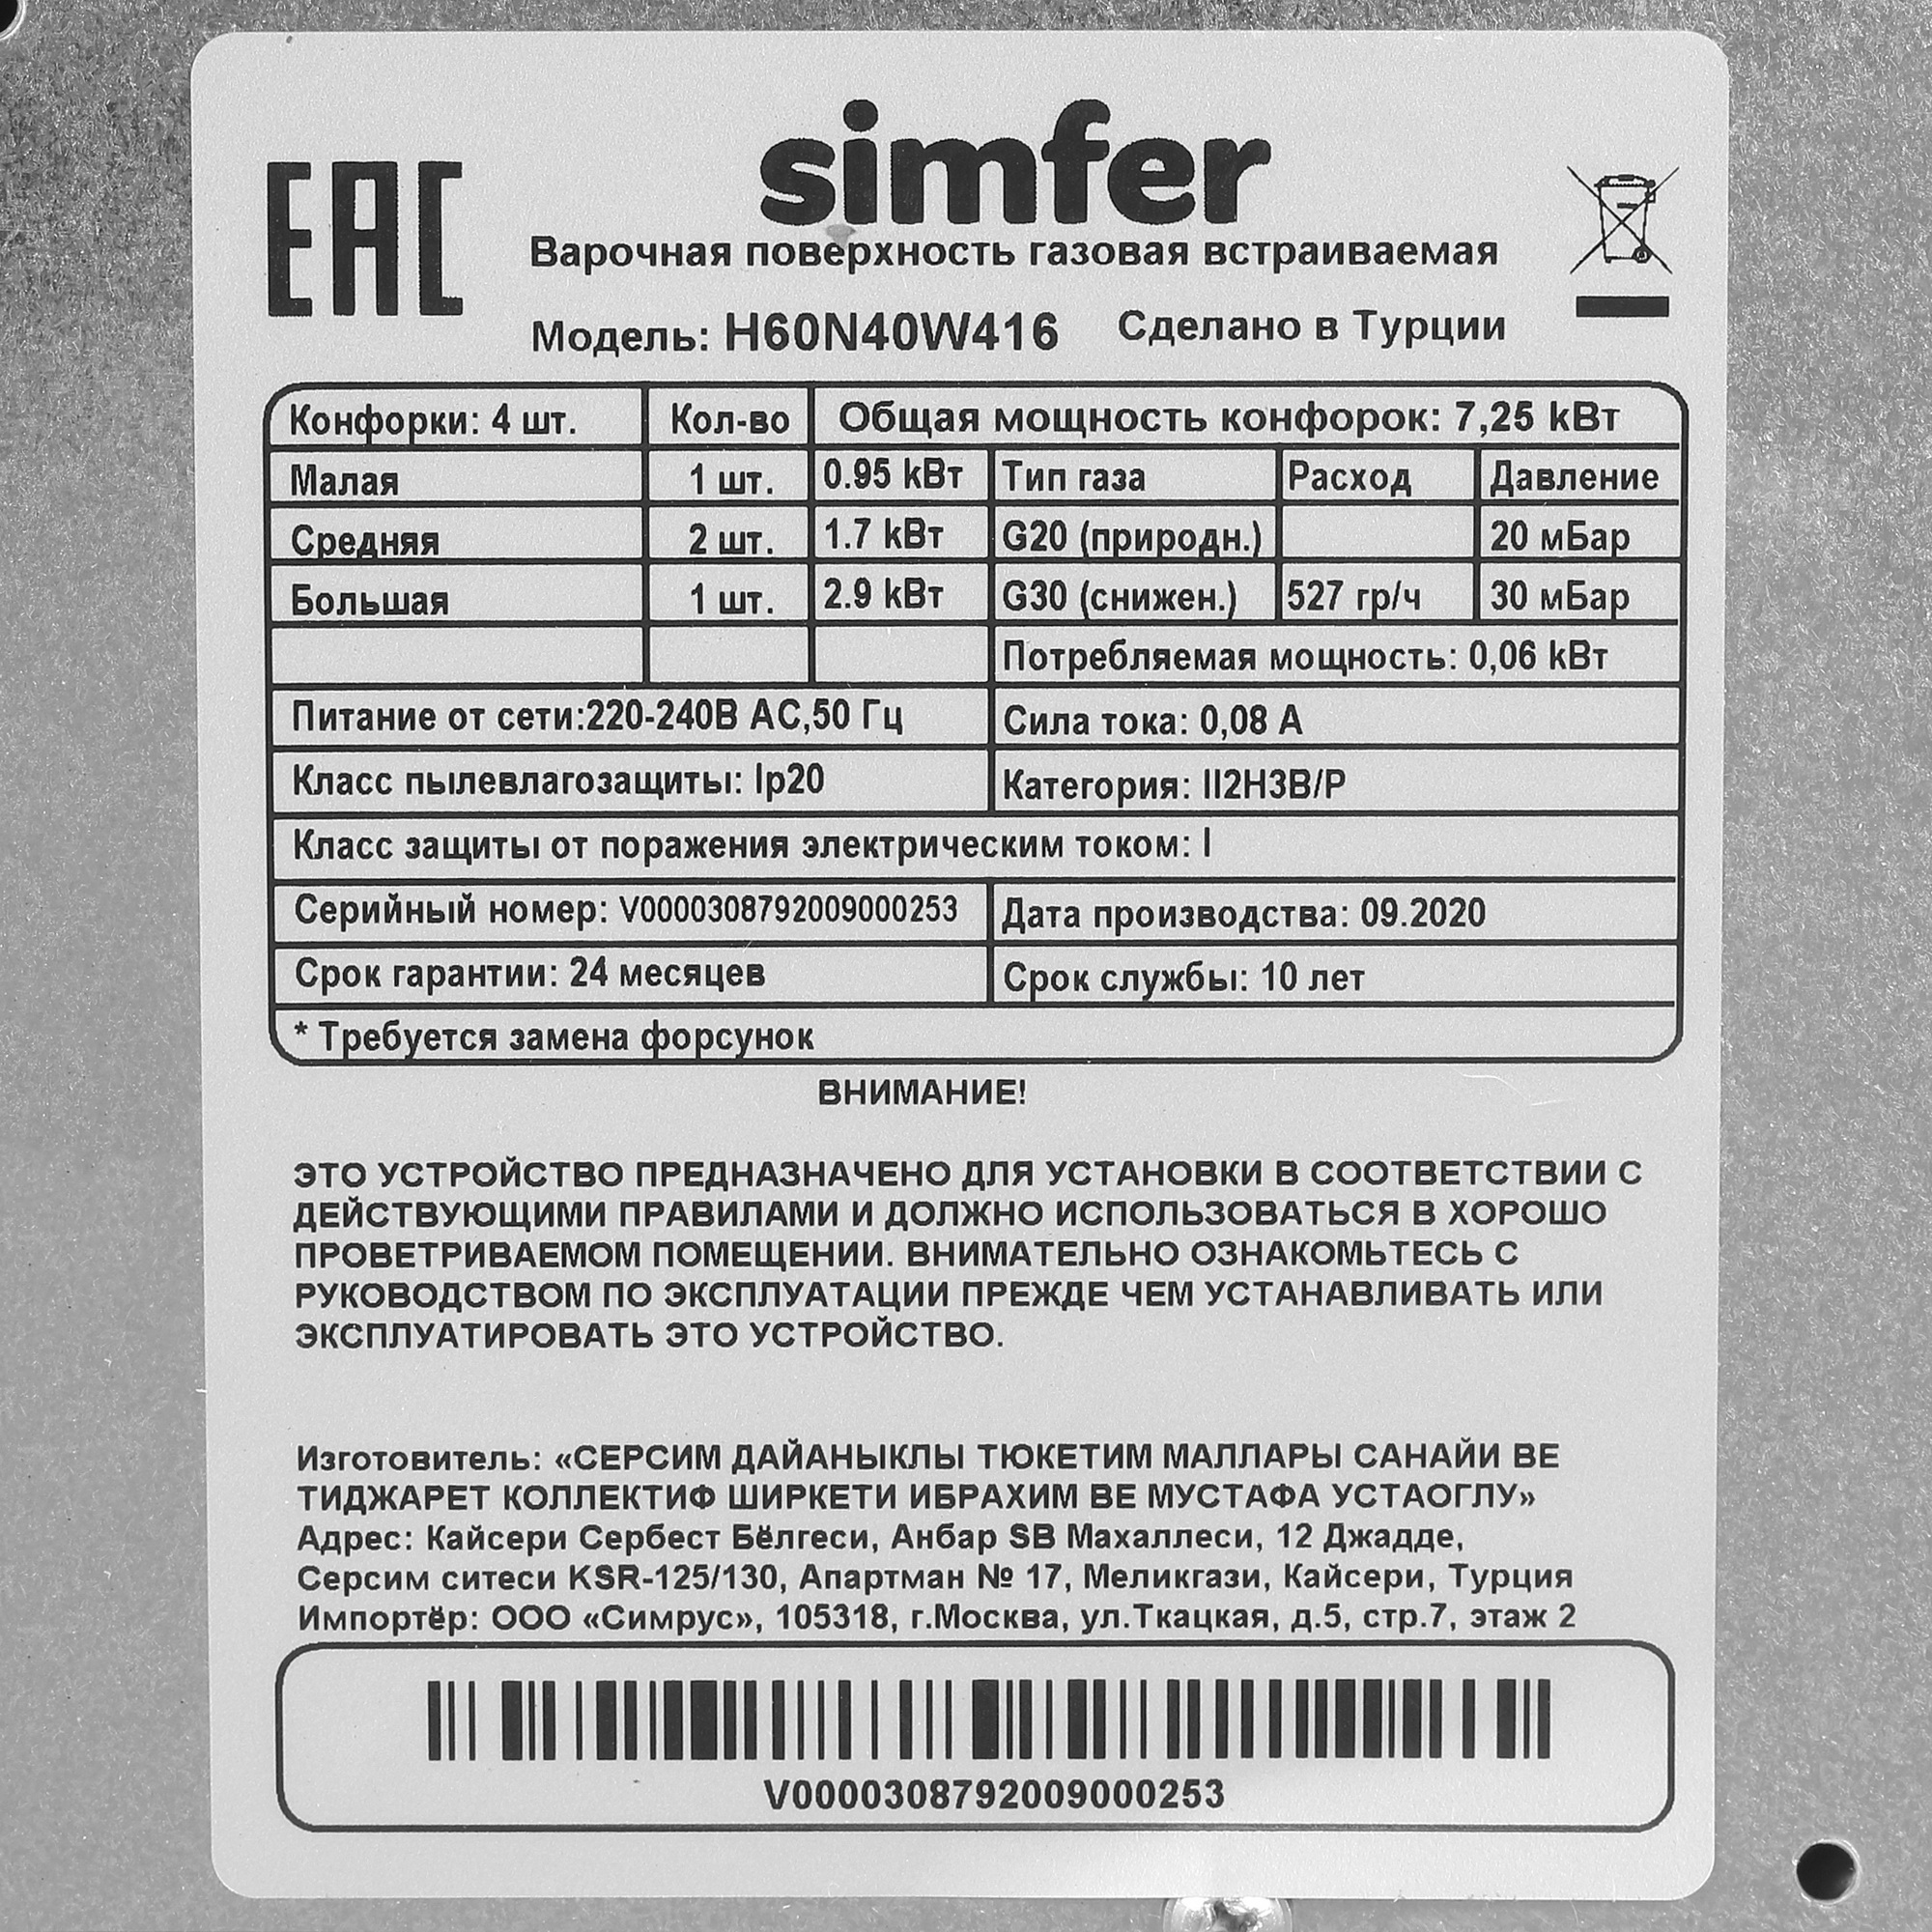 EAC
simfer
Варочная поверхность газовая встраиваемая
Модель: H60N40W416 Сделано в Турции
Конфорки: 4 шт. Кол-во Общая мощность конфорок: 7,25 kВт
Малая 1 шт. 0.95 kВт Тип газа Расход Давление
Средняя 2 шт. 1.7 kВт G20 (природн.) 20 мБар
Большая 1 шт. 2.9 kВт G30 (снижен.) 527 гр/ч 30 мБар
Потребляемая мощность: 0,06 kВт
Питание от сети:220-240В AC,50 Гц Сила тока: 0,08 А
Класс пылевлагозащиты: Ip20 Категория: II2H3B/P
Класс защиты от поражения электрическим током: I
Серийный номер: V0000308792009000253 Дата производства: 09.2020
Срок гарантии: 24 месяцев Срок службы: 10 лет
* Требуется замена форсунок
ВНИМАНИЕ!
ЭТО УСТРОЙСТВО ПРЕДНАЗНАЧЕНО ДЛЯ УСТАНОВКИ В СООТВЕТСТВИИ С
ДЕЙСТВУЮЩИМИ ПРАВИЛАМИ И ДОЛЖНО ИСПОЛЬЗОВАТЬСЯ В ХОРОШО
ПРОВЕТРИВАЕМОМ ПОМЕЩЕНИИ. ВНИМАТЕЛЬНО ОЗНАКОМЬТЕСЬ С
РУКОВОДСТВОМ ПО ЭКСПЛУАТАЦИИ ПРЕЖДЕ ЧЕМ УСТАНАВЛИВАТЬ ИЛИ
ЭКСПЛУАТИРОВАТЬ ЭТО УСТРОЙСТВО.
Изготовитель: «СЕРСИМ ДАЙАНЫКЛЫ ТЮКЕТИМ МАЛЛАРЫ САНАЙИ ВЕ
ТИДЖАРЕТ КОЛЛЕКТИФ ШИРКЕТИ ИБРАХИМ ВЕ МУСТАФА УСТАОГЛУ»
Адрес: Кайсери Сербест Бёлгеси, Анбар SB Махаллеси, 12 Джадде,
Серсим ситеси KSR-125/130, Апартман № 17, Меликгази, Кайсери, Турция
Импортёр: ООО «Симрус», 105318, г.Москва, ул.Ткацкая, д.5, стр.7, этаж 2
V0000308792009000253